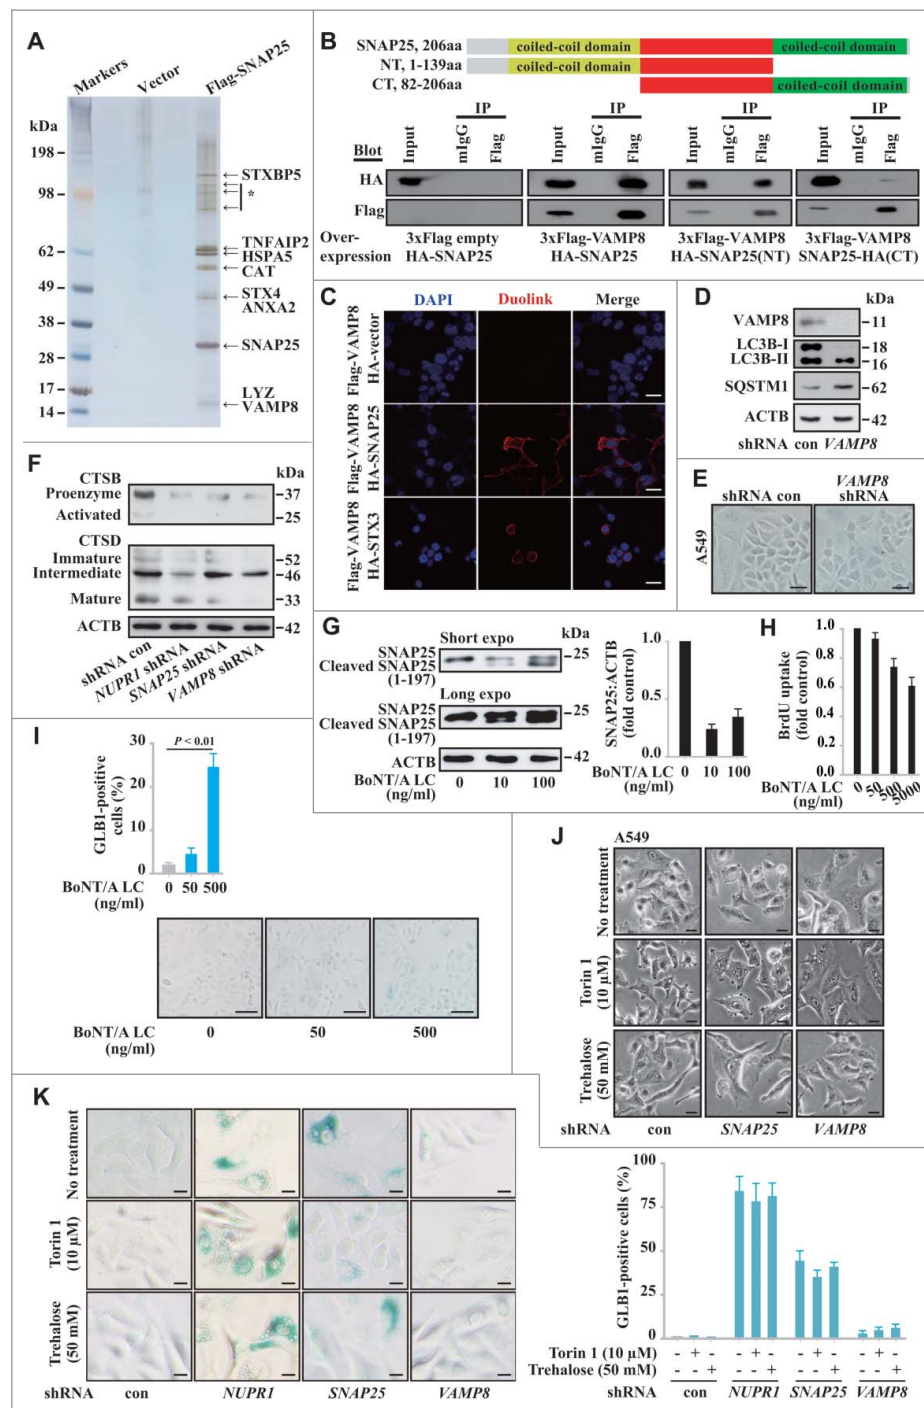 A
Markers
Vector
Flag-SNAP25
kDa
198
98
62
49
38
28
17
14
STXBP5
*
TNFAIP2
HSPA5
CAT
STX4
ANXA2
SNAP25
LYZ
VAMP8
B
SNAP25, 206aa
coiled-coil domain
coiled-coil domain
NT, 1-139aa
coiled-coil domain
CT, 82-206aa
coiled-coil domain
IP
IP
IP
IP
Blot
Input
mIgG
Flag
Input
mIgG
Flag
Input
mIgG
Flag
Input
mIgG
Flag
HA
Flag
Over-expression
3xFlag empty
HA-SNAP25
3xFlag-VAMP8
HA-SNAP25
3xFlag-VAMP8
HA-SNAP25(NT)
3xFlag-VAMP8
SNAP25-HA(CT)
C
DAPI
Duolink
Merge
Flag-VAMP8
HA-vector
Flag-VAMP8
HA-SNAP25
Flag-VAMP8
HA-STX3
D
kDa
VAMP8
11
LC3B-I
18
LC3B-II
16
SQSTM1
62
ACTB
42
shRNA con VAMP8
E
shRNA con
VAMP8
shRNA
A549
F
kDa
CTSB
Proenzyme
37
Activated
25
CTSD
Immature
52
Intermediate
46
Mature
33
ACTB
42
shRNA con
NUPR1 shRNA
SNAP25 shRNA
VAMP8 shRNA
G
Short expo
kDa
SNAP25
25
Cleaved SNAP25
(1-197)
Long expo
SNAP25
25
Cleaved SNAP25
(1-197)
ACTB
42
BoNT/A LC
(ng/ml)
0 10 100
SNAP25:ACTB
(fold control)
1.0
0.5
0.0
BoNT/A LC
(ng/ml)
0 10 100
H
BrdU uptake
(fold control)
1.0
0.8
0.6
0.4
0.2
0.0
BoNT/A LC
(ng/ml)
0
50
500
5000
I
P < 0.01
GLB1-positive
cells (%)
30
20
10
0
BoNT/A LC
(ng/ml)
0 50 500
BoNT/A LC
(ng/ml)
0 50 500
J
A549
No treatment
Torin 1
(10 µM)
Trehalose
(50 mM)
shRNA
con SNAP25 VAMP8
K
No treatment
Torin 1
(10 µM)
Trehalose
(50 mM)
shRNA
con NUPR1 SNAP25 VAMP8
GLB1-positive cells (%)
100
75
50
25
0
Torin 1 (10 µM) - + - - + - - + - - + -
Trehalose (50 mM) - - + - - + - - + - - +
shRNA con NUPR1 SNAP25 VAMP8